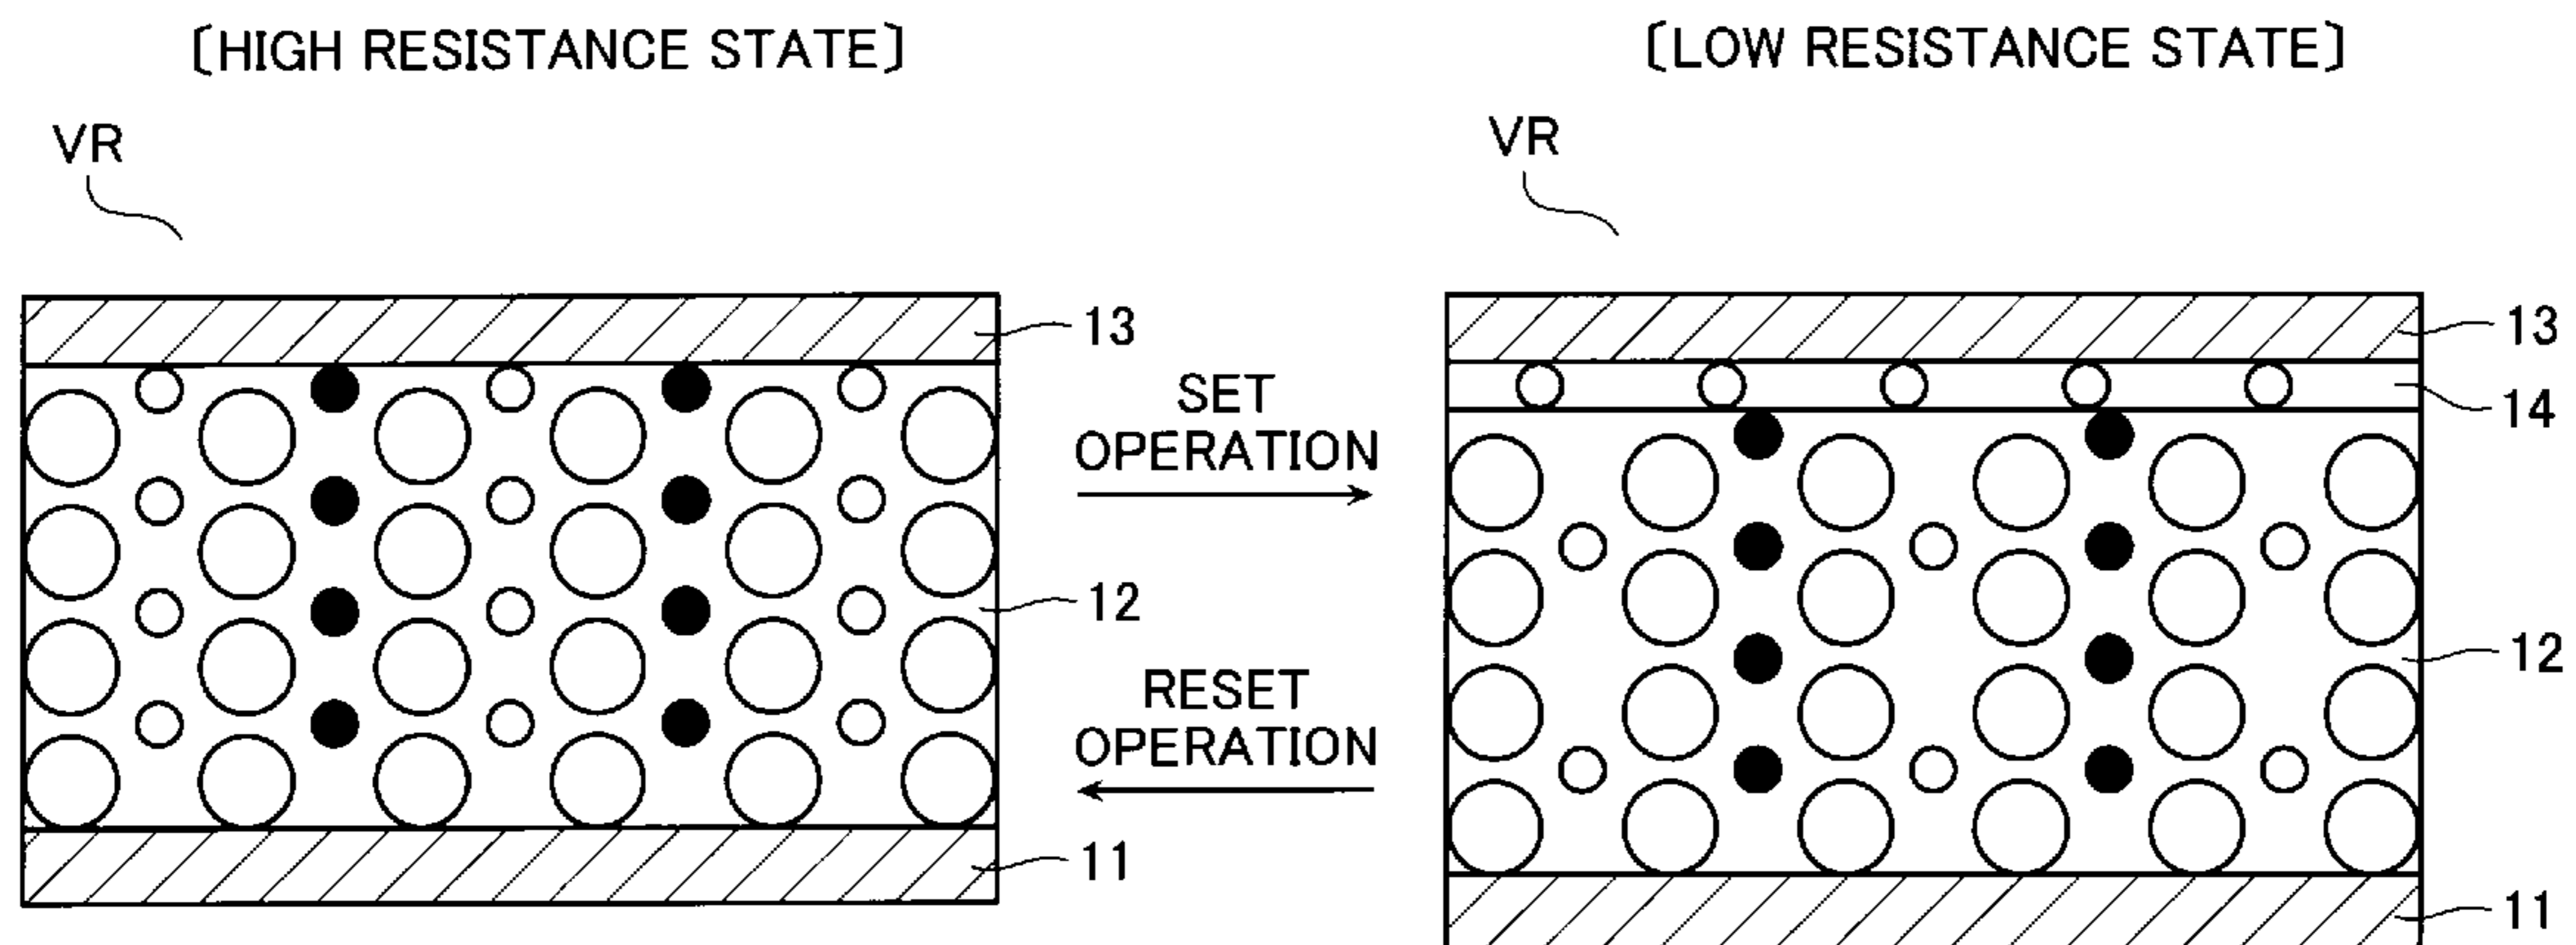 〔HIGH RESISTANCE STATE〕
VR
13
12
11
SET
OPERATION
RESET
OPERATION
〔LOW RESISTANCE STATE〕
VR
13
14
12
11